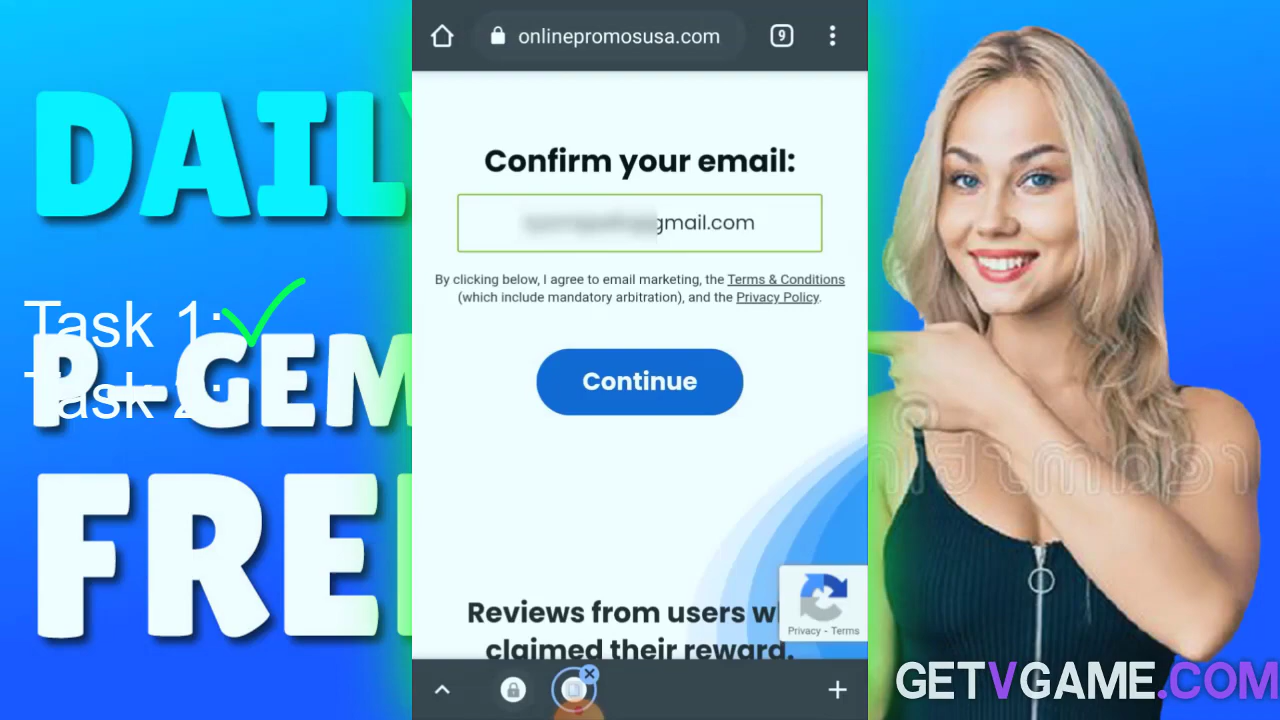 DAIL
Task 1:
P-GEM
Task 2:
FRE
onlinepromosusa.com
9
Confirm your email:
gmail.com
By clicking below, I agree to email marketing, the Terms & Conditions
(which include mandatory arbitration), and the Privacy Policy.
Continue
Reviews from users w
claimed their reward.
Privacy - Terms
GETVGAME.COM